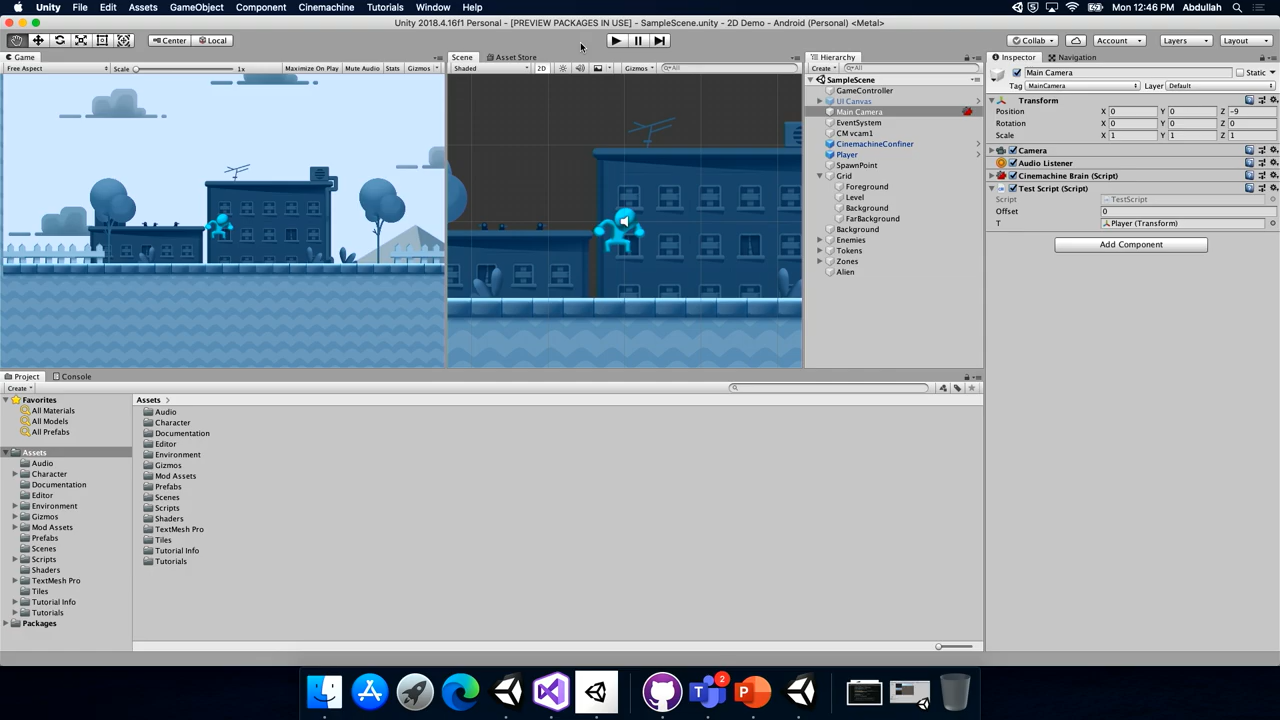 Unity File Edit Assets GameObject Component Cinemachine Tutorials Window Help Mon 12:46 PM Abdullah
Unity 2018.4.16f1 Personal - [PREVIEW PACKAGES IN USE] - SampleScene.unity - 2D Demo - Android (Personal) <Metal>
Center Local Collab Account Layers Layout
Game Scene Asset Store Hierarchy Inspector Navigation
Free Aspect Scale 1x Maximize On Play Mute Audio Stats Gizmos Shaded 2D Gizmos All Create All
Main Camera Static
SampleScene
Tag MainCamera Layer Default
GameController
UI Canvas
Transform
Main Camera
Position X 0 Y 0 Z -9
EventSystem
Rotation X 0 Y 0 Z 0
CM vcam1
Scale X 1 Y 1 Z 1
CinemachineConfiner
Camera
Player
Audio Listener
SpawnPoint
Cinemachine Brain (Script)
Grid
Test Script (Script)
Foreground
Script TestScript
Level
Offset 0
Background
T Player (Transform)
FarBackground
Background
Add Component
Enemies
Tokens
Zones
Alien
Project Console
Create
Favorites
All Materials
All Models
All Prefabs
Assets
Audio
Character
Documentation
Editor
Environment
Gizmos
Mod Assets
Prefabs
Scenes
Scripts
Shaders
TextMesh Pro
Tiles
Tutorial Info
Tutorials
Packages
Assets
Audio
Character
Documentation
Editor
Environment
Gizmos
Mod Assets
Prefabs
Scenes
Scripts
Shaders
TextMesh Pro
Tiles
Tutorial Info
Tutorials
2